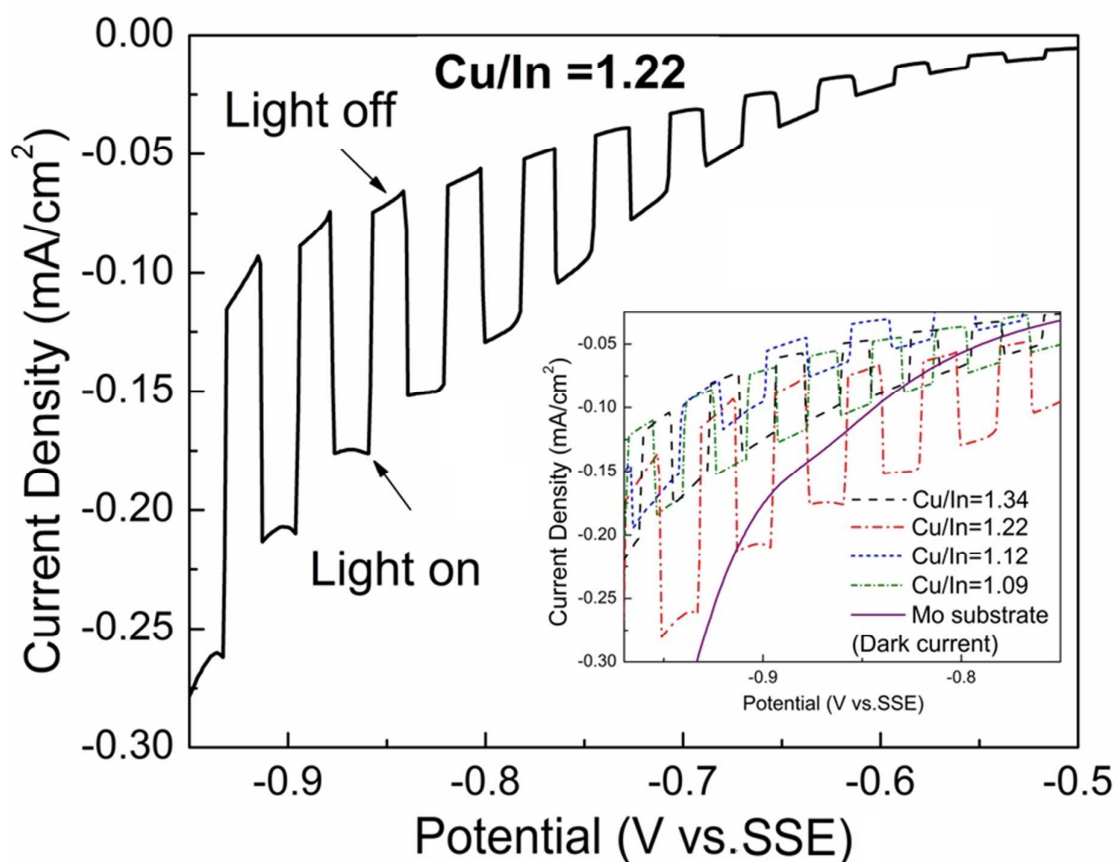 Cu/In =1.22
Light off
Light on
0.00
-0.05
-0.10
-0.15
-0.20
-0.25
-0.30
Current Density (mA/cm²)
-0.9
-0.8
-0.7
-0.6
-0.5
Potential (V vs.SSE)
-0.05
-0.10
-0.15
-0.20
-0.25
-0.30
Current Density (mA/cm²)
Cu/In=1.34
Cu/In=1.22
Cu/In=1.12
Cu/In=1.09
Mo substrate
(Dark current)
-0.9
-0.8
Potential (V vs.SSE)